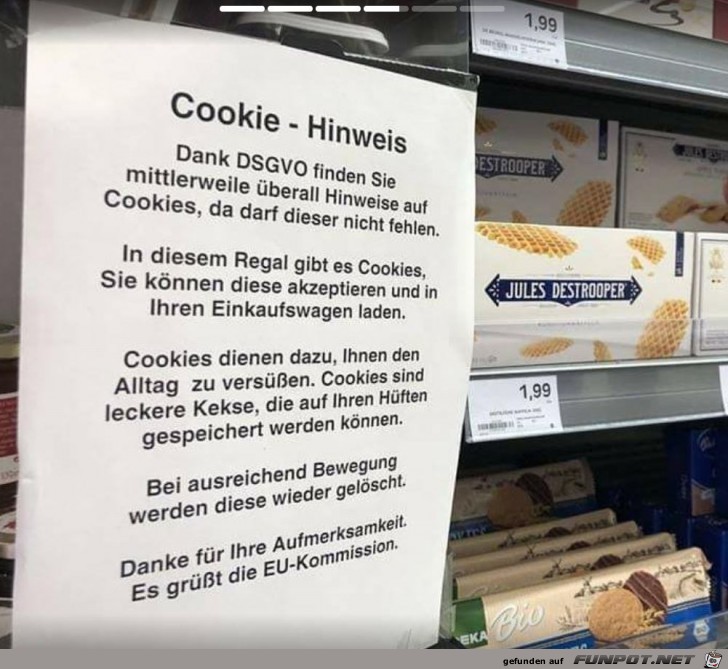 Cookie - Hinweis
Dank DSGVO finden Sie
mittlerweile überall Hinweise auf
Cookies, da darf dieser nicht fehlen.
In diesem Regal gibt es Cookies,
Sie können diese akzeptieren und in
Ihren Einkaufswagen laden.
Cookies dienen dazu, Ihnen den
Alltag zu versüßen. Cookies sind
leckere Kekse, die auf Ihren Hüften
gespeichert werden können.
Bei ausreichend Bewegung
werden diese wieder gelöscht.
Danke für Ihre Aufmerksamkeit.
Es grüßt die EU-Kommission.
1,99
DESTROOPER
JULES
JULES DESTROOPER
1,99
Bio
EKA Bio
gefunden auf FUNPOT.NET